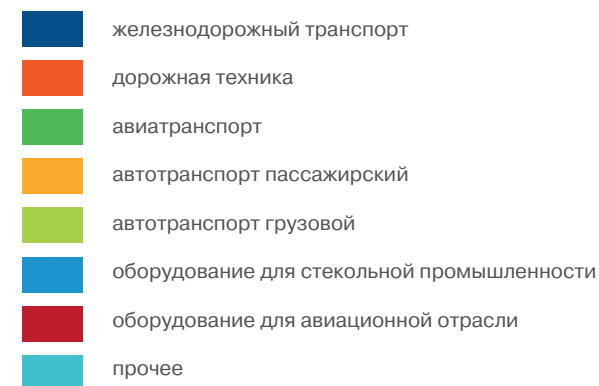 железнодорожный транспорт
дорожная техника
авиатранспорт
автотранспорт пассажирский
автотранспорт грузовой
оборудование для стекольной промышленности
оборудование для авиационной отрасли
прочее